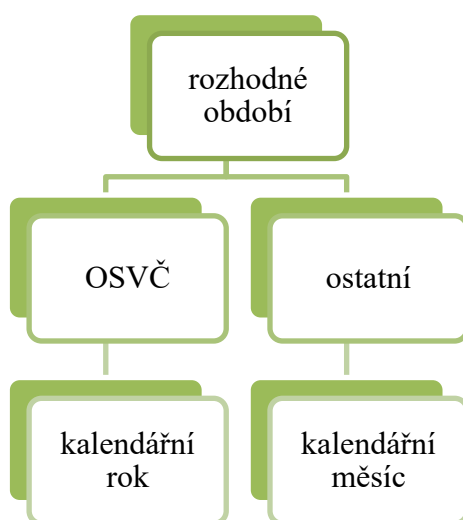 rozhodné
období
OSVČ
ostatní
kalendářní
rok
kalendářní
měsíc